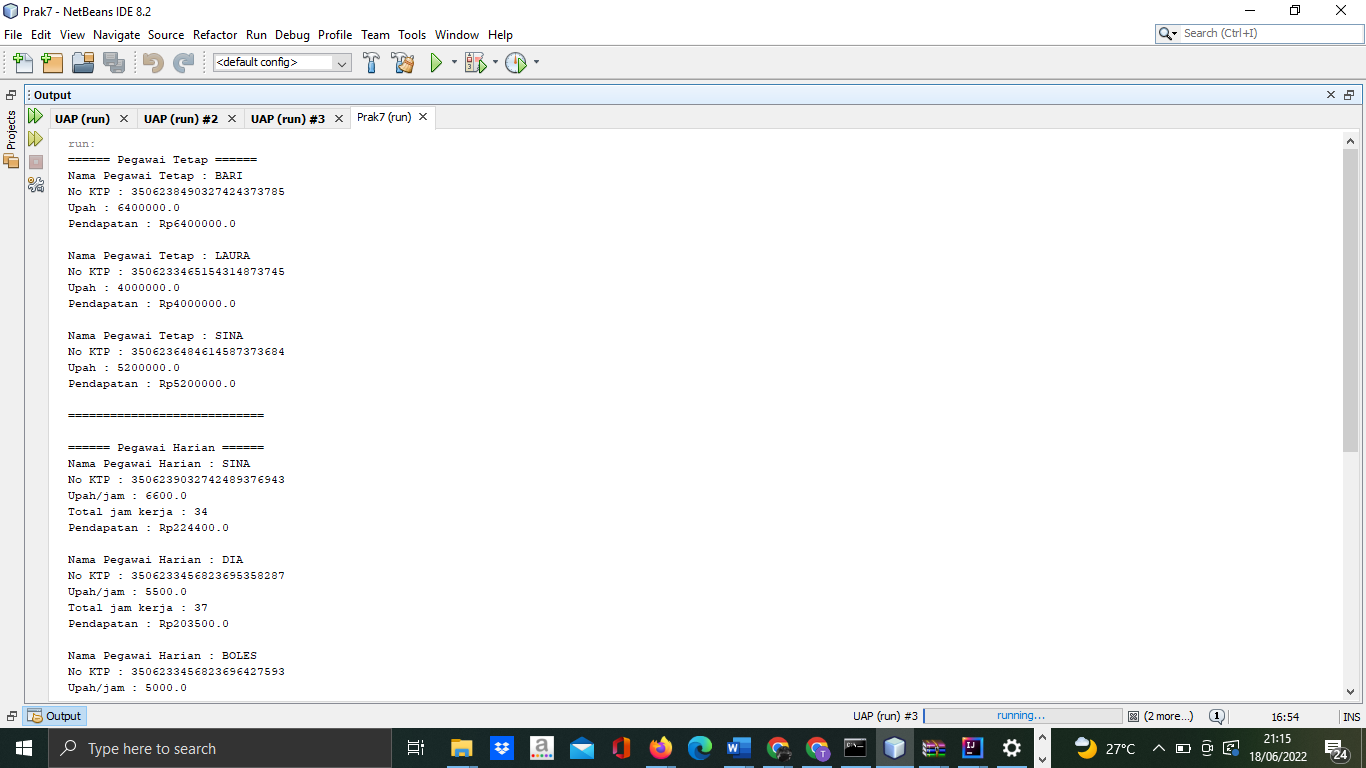 Prak7 - NetBeans IDE 8.2
File Edit View Navigate Source Refactor Run Debug Profile Team Tools Window Help
Search (Ctrl+I)
<default config>
Projects
Output
UAP (run) UAP (run) #2 UAP (run) #3 Prak7 (run)
run:
====== Pegawai Tetap ======
Nama Pegawai Tetap : BARI
No KTP : 3506238490327424373785
Upah : 6400000.0
Pendapatan : Rp6400000.0
Nama Pegawai Tetap : LAURA
No KTP : 3506233465154314873745
Upah : 4000000.0
Pendapatan : Rp4000000.0
Nama Pegawai Tetap : SINA
No KTP : 3506236484614587373684
Upah : 5200000.0
Pendapatan : Rp5200000.0
============================
====== Pegawai Harian ======
Nama Pegawai Harian : SINA
No KTP : 3506239032742489376943
Upah/jam : 6600.0
Total jam kerja : 34
Pendapatan : Rp224400.0
Nama Pegawai Harian : DIA
No KTP : 3506233456823695358287
Upah/jam : 5500.0
Total jam kerja : 37
Pendapatan : Rp203500.0
Nama Pegawai Harian : BOLES
No KTP : 3506233456823696427593
Upah/jam : 5000.0
Output
UAP (run) #3 running... (2 more...) 1 16:54 INS
Type here to search
27°C
21:15
18/06/2022
24